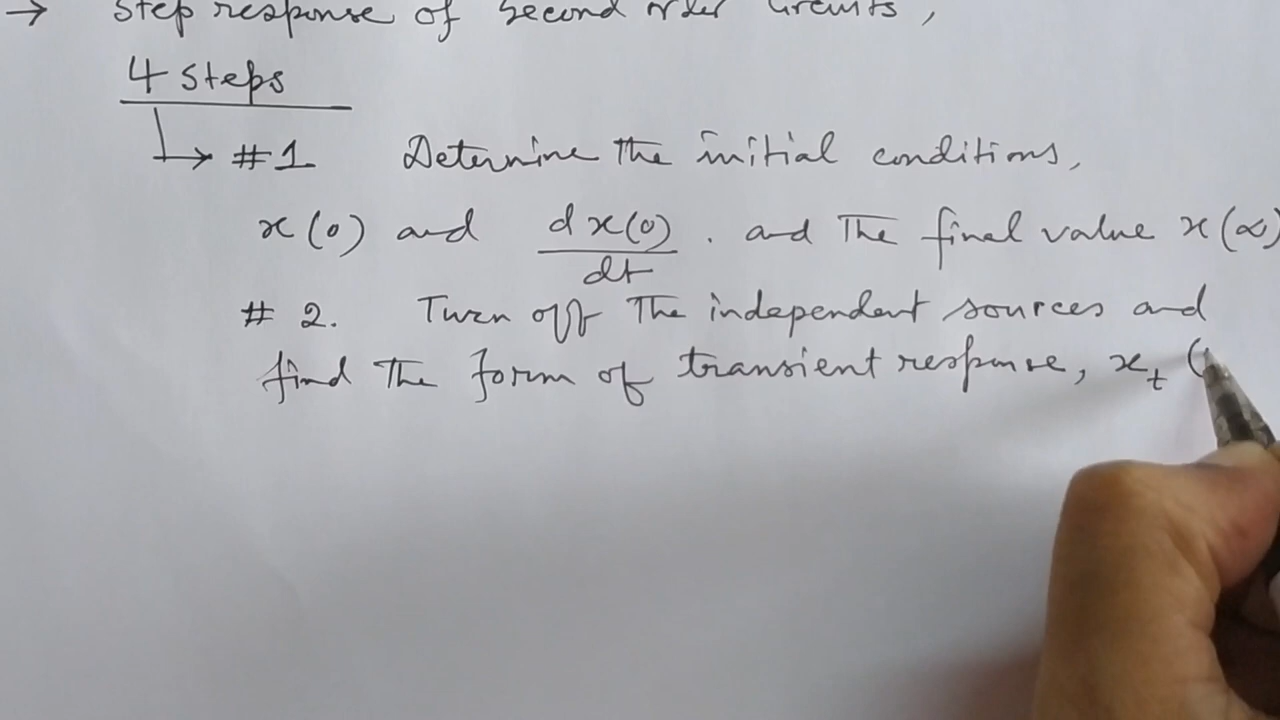 → Step response of Second order Circuits,
4 Steps
→ #1 Determine the initial conditions,
x(0) and dx(0)/dt . and The final value x(∞)
# 2. Turn off The independent sources and
find The form of transient response, x_t (